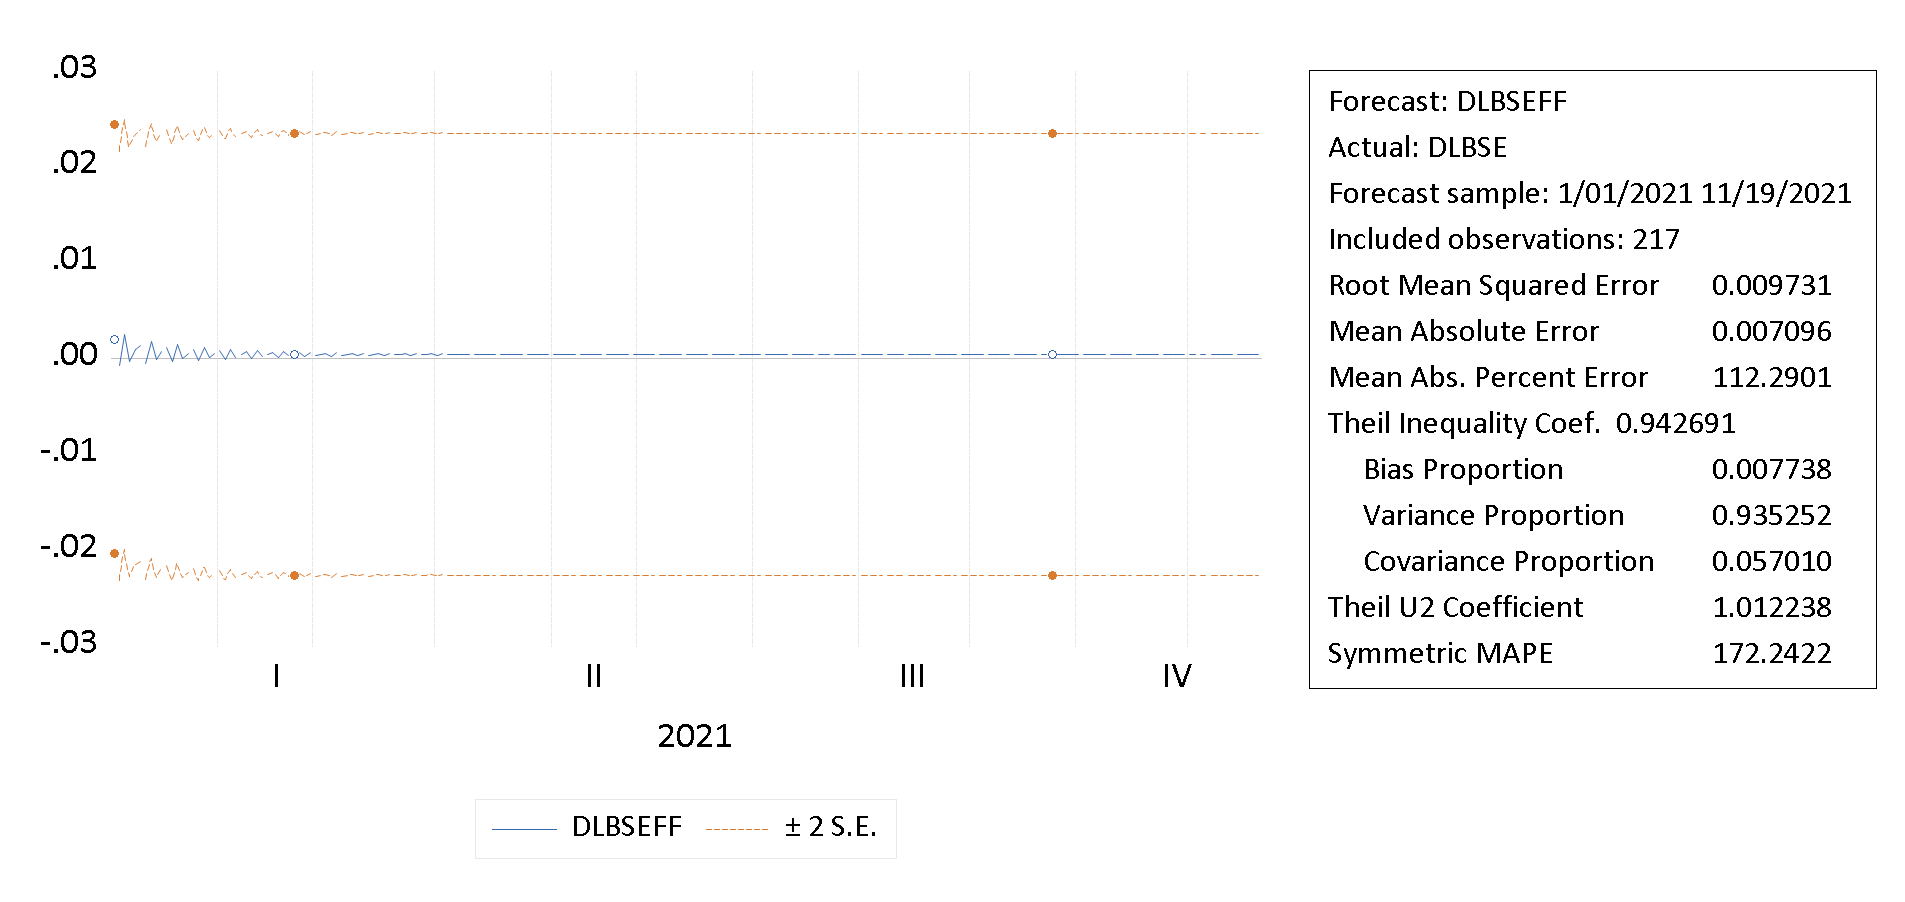 .03
.02
.01
.00
-.01
-.02
-.03
I II III IV
2021
DLBSEFF ± 2 S.E.
Forecast: DLBSEFF
Actual: DLBSE
Forecast sample: 1/01/2021 11/19/2021
Included observations: 217
Root Mean Squared Error 0.009731
Mean Absolute Error 0.007096
Mean Abs. Percent Error 112.2901
Theil Inequality Coef. 0.942691
Bias Proportion 0.007738
Variance Proportion 0.935252
Covariance Proportion 0.057010
Theil U2 Coefficient 1.012238
Symmetric MAPE 172.2422